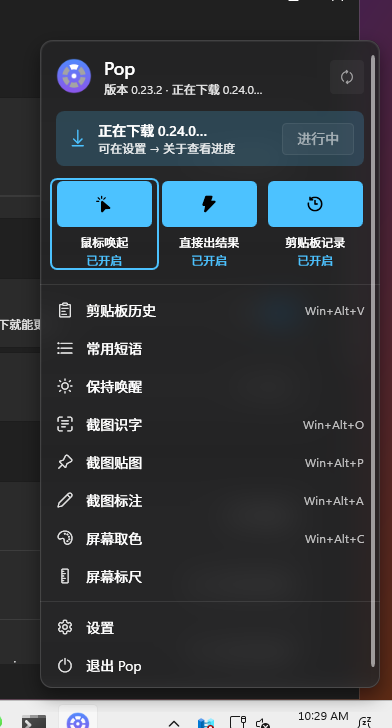 Pop
版本 0.23.2 · 正在下载 0.24.0...
正在下载 0.24.0...
可在设置 → 关于查看进度
进行中
鼠标唤起
已开启
直接出结果
已开启
剪贴板记录
已开启
下就能更
剪贴板历史 Win+Alt+V
常用短语
保持唤醒
截图识字 Win+Alt+O
截图贴图 Win+Alt+P
截图标注 Win+Alt+A
屏幕取色 Win+Alt+C
屏幕标尺
设置
退出 Pop
10:29 AM